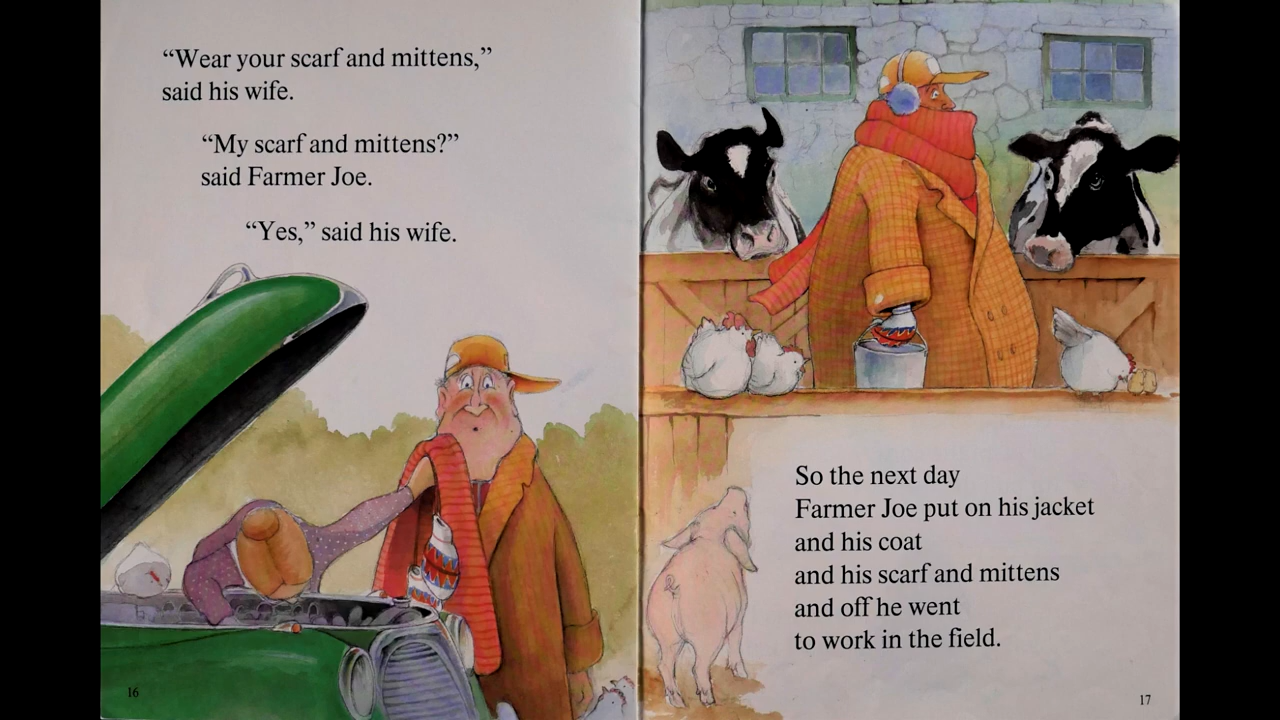 “Wear your scarf and mittens,”
said his wife.
“My scarf and mittens?”
said Farmer Joe.
“Yes,” said his wife.
16
So the next day
Farmer Joe put on his jacket
and his coat
and his scarf and mittens
and off he went
to work in the field.
17